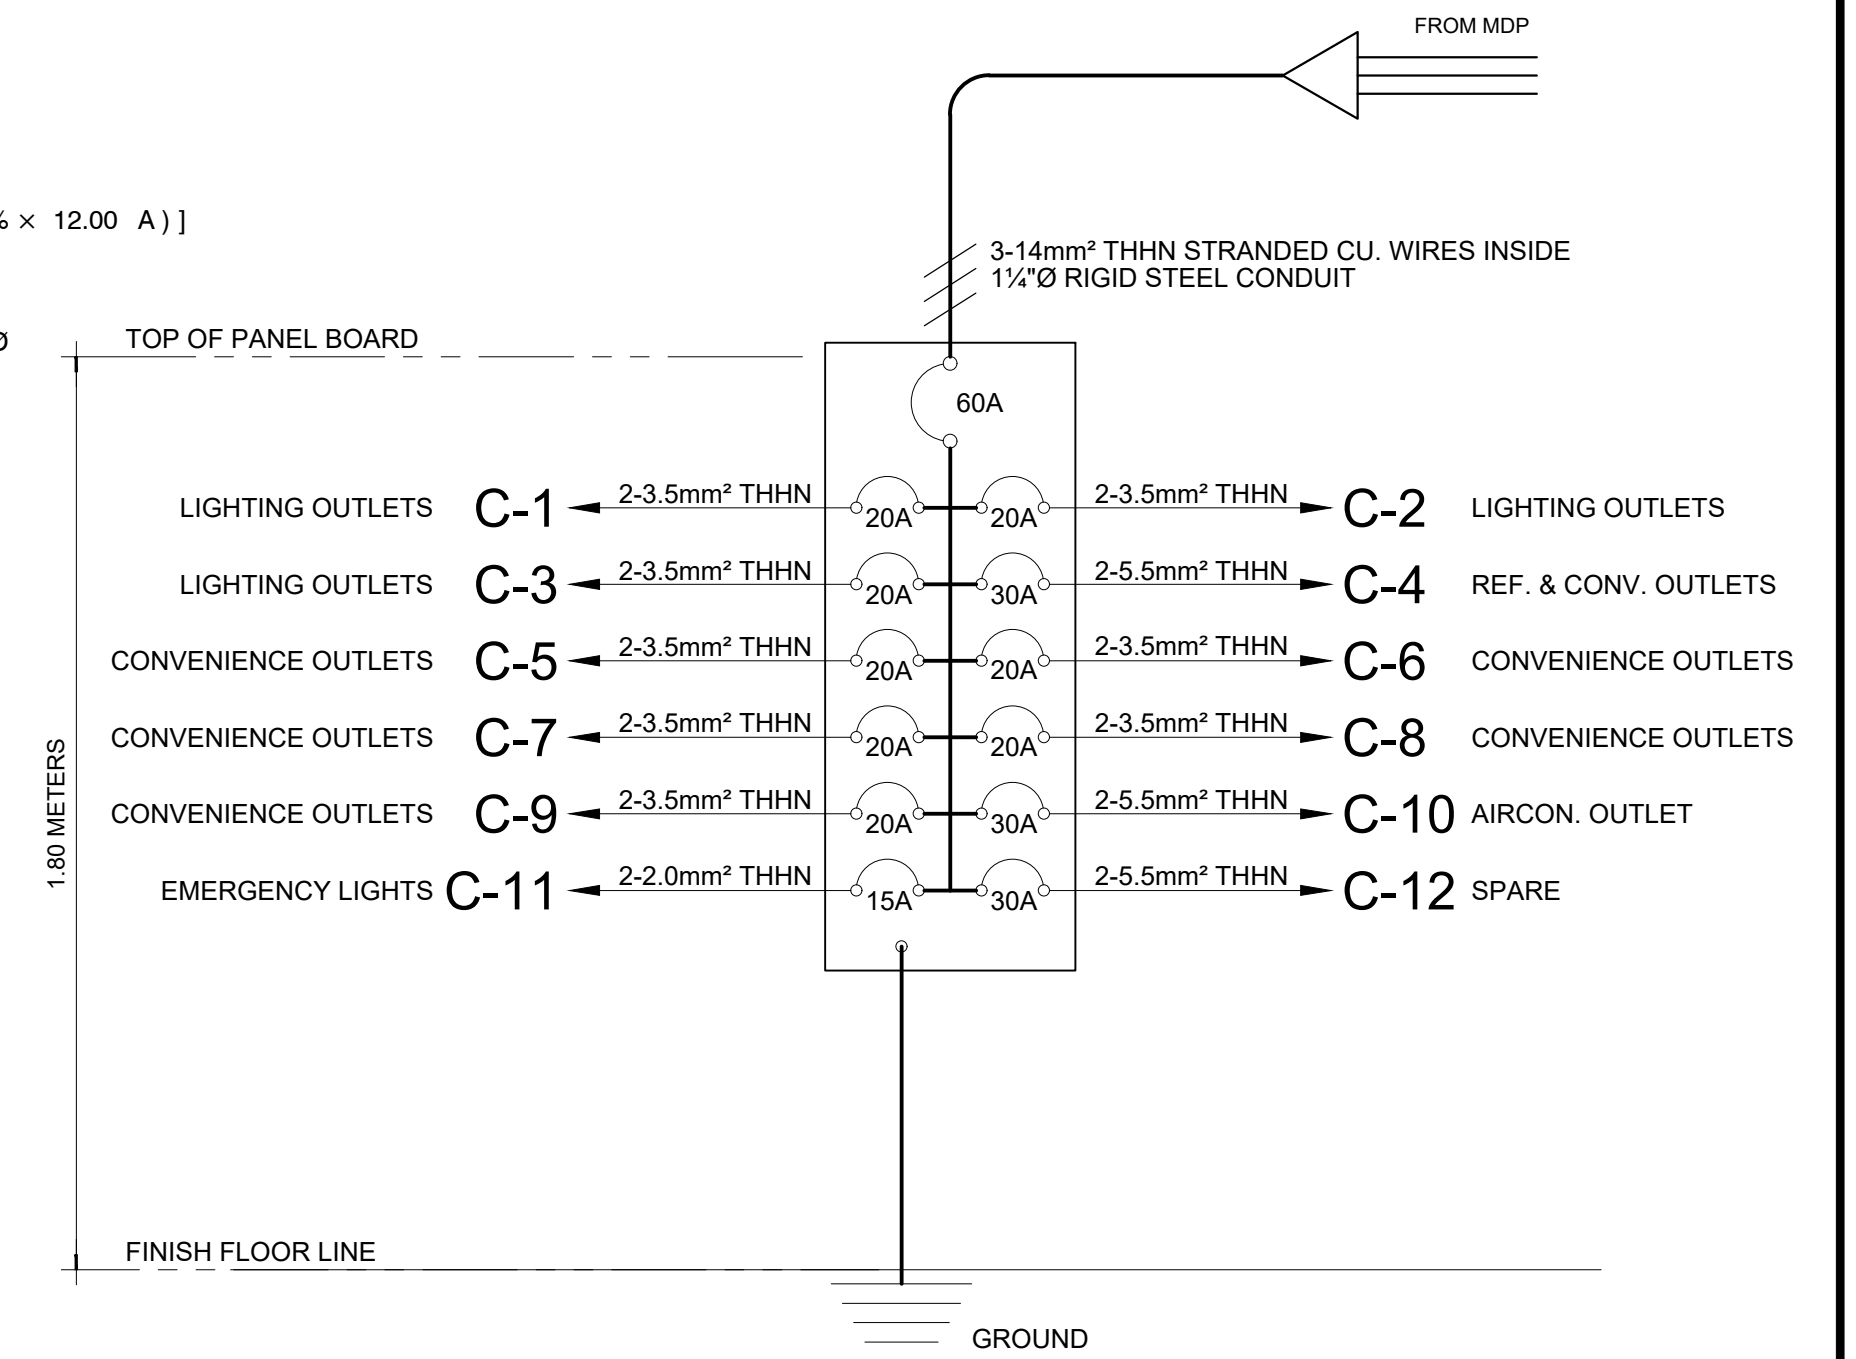 FROM MDP
% × 12.00 A ) ]
3-14mm² THHN STRANDED CU. WIRES INSIDE
1¼"Ø RIGID STEEL CONDUIT
Ø
TOP OF PANEL BOARD
60A
LIGHTING OUTLETS C-1 2-3.5mm² THHN 20A 20A 2-3.5mm² THHN C-2 LIGHTING OUTLETS
LIGHTING OUTLETS C-3 2-3.5mm² THHN 20A 30A 2-5.5mm² THHN C-4 REF. & CONV. OUTLETS
CONVENIENCE OUTLETS C-5 2-3.5mm² THHN 20A 20A 2-3.5mm² THHN C-6 CONVENIENCE OUTLETS
CONVENIENCE OUTLETS C-7 2-3.5mm² THHN 20A 20A 2-3.5mm² THHN C-8 CONVENIENCE OUTLETS
CONVENIENCE OUTLETS C-9 2-3.5mm² THHN 20A 30A 2-5.5mm² THHN C-10 AIRCON. OUTLET
EMERGENCY LIGHTS C-11 2-2.0mm² THHN 15A 30A 2-5.5mm² THHN C-12 SPARE
1.80 METERS
FINISH FLOOR LINE
GROUND